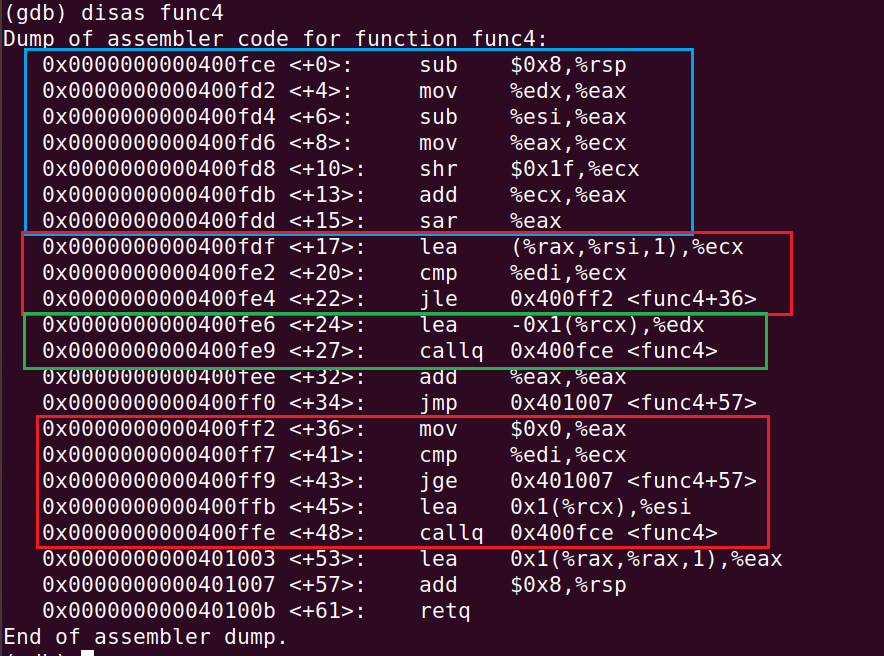 (gdb) disas func4
Dump of assembler code for function func4:
   0x0000000000400fce <+0>:     sub    $0x8,%rsp
   0x0000000000400fd2 <+4>:     mov    %edx,%eax
   0x0000000000400fd4 <+6>:     sub    %esi,%eax
   0x0000000000400fd6 <+8>:     mov    %eax,%ecx
   0x0000000000400fd8 <+10>:    shr    $0x1f,%ecx
   0x0000000000400fdb <+13>:    add    %ecx,%eax
   0x0000000000400fdd <+15>:    sar    %eax
   0x0000000000400fdf <+17>:    lea    (%rax,%rsi,1),%ecx
   0x0000000000400fe2 <+20>:    cmp    %edi,%ecx
   0x0000000000400fe4 <+22>:    jle    0x400ff2 <func4+36>
   0x0000000000400fe6 <+24>:    lea    -0x1(%rcx),%edx
   0x0000000000400fe9 <+27>:    callq  0x400fce <func4>
   0x0000000000400fee <+32>:    add    %eax,%eax
   0x0000000000400ff0 <+34>:    jmp    0x401007 <func4+57>
   0x0000000000400ff2 <+36>:    mov    $0x0,%eax
   0x0000000000400ff7 <+41>:    cmp    %edi,%ecx
   0x0000000000400ff9 <+43>:    jge    0x401007 <func4+57>
   0x0000000000400ffb <+45>:    lea    0x1(%rcx),%esi
   0x0000000000400ffe <+48>:    callq  0x400fce <func4>
   0x0000000000401003 <+53>:    lea    0x1(%rax,%rax,1),%eax
   0x0000000000401007 <+57>:    add    $0x8,%rsp
   0x000000000040100b <+61>:    retq
End of assembler dump.
(gdb)